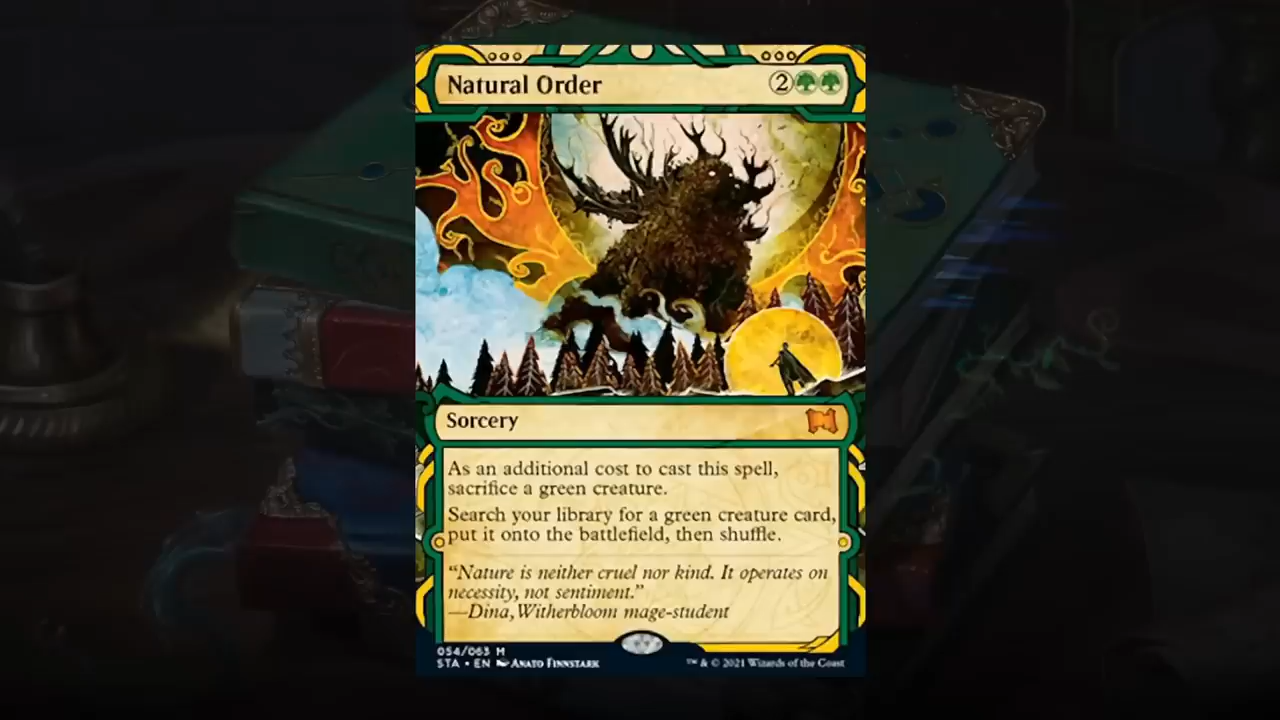 Natural Order 2
Sorcery
As an additional cost to cast this spell,
sacrifice a green creature.
Search your library for a green creature card,
put it onto the battlefield, then shuffle.
“Nature is neither cruel nor kind. It operates on
necessity, not sentiment.”
—Dina, Witherbloom mage-student
054/063 M
STA • EN Anato Finnstark
™ & © 2021 Wizards of the Coast